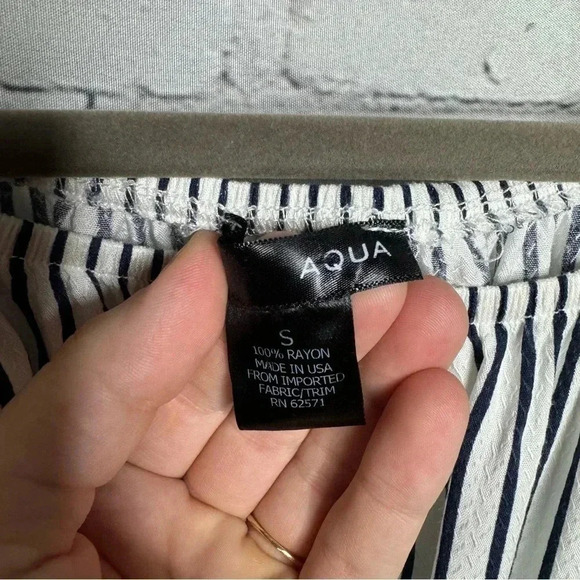 AQUA
S
100% RAYON
MADE IN USA
FROM IMPORTED
FABRIC/TRIM
RN 62571